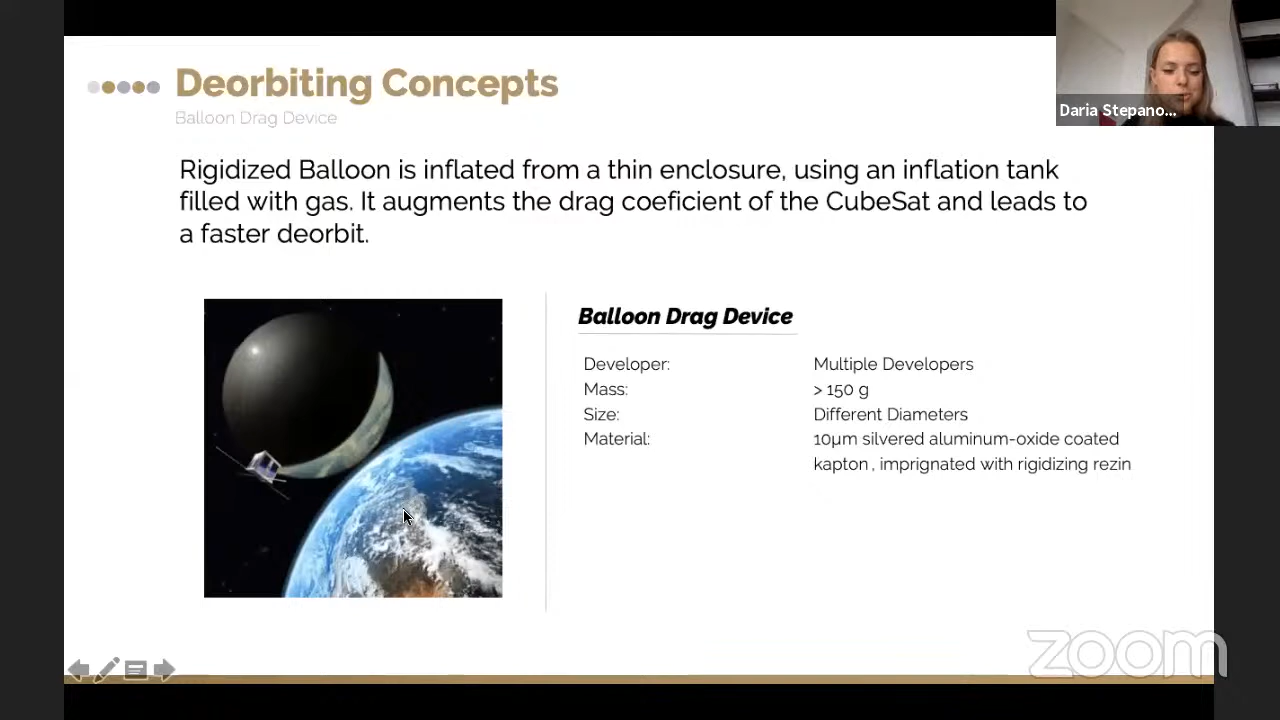 Deorbiting Concepts
Balloon Drag Device
Rigidized Balloon is inflated from a thin enclosure, using an inflation tank
filled with gas. It augments the drag coeficient of the CubeSat and leads to
a faster deorbit.
Balloon Drag Device
Developer: Multiple Developers
Mass: > 150 g
Size: Different Diameters
Material: 10µm silvered aluminum-oxide coated
kapton , imprignated with rigidizing rezin
Daria Stepano...
zoom